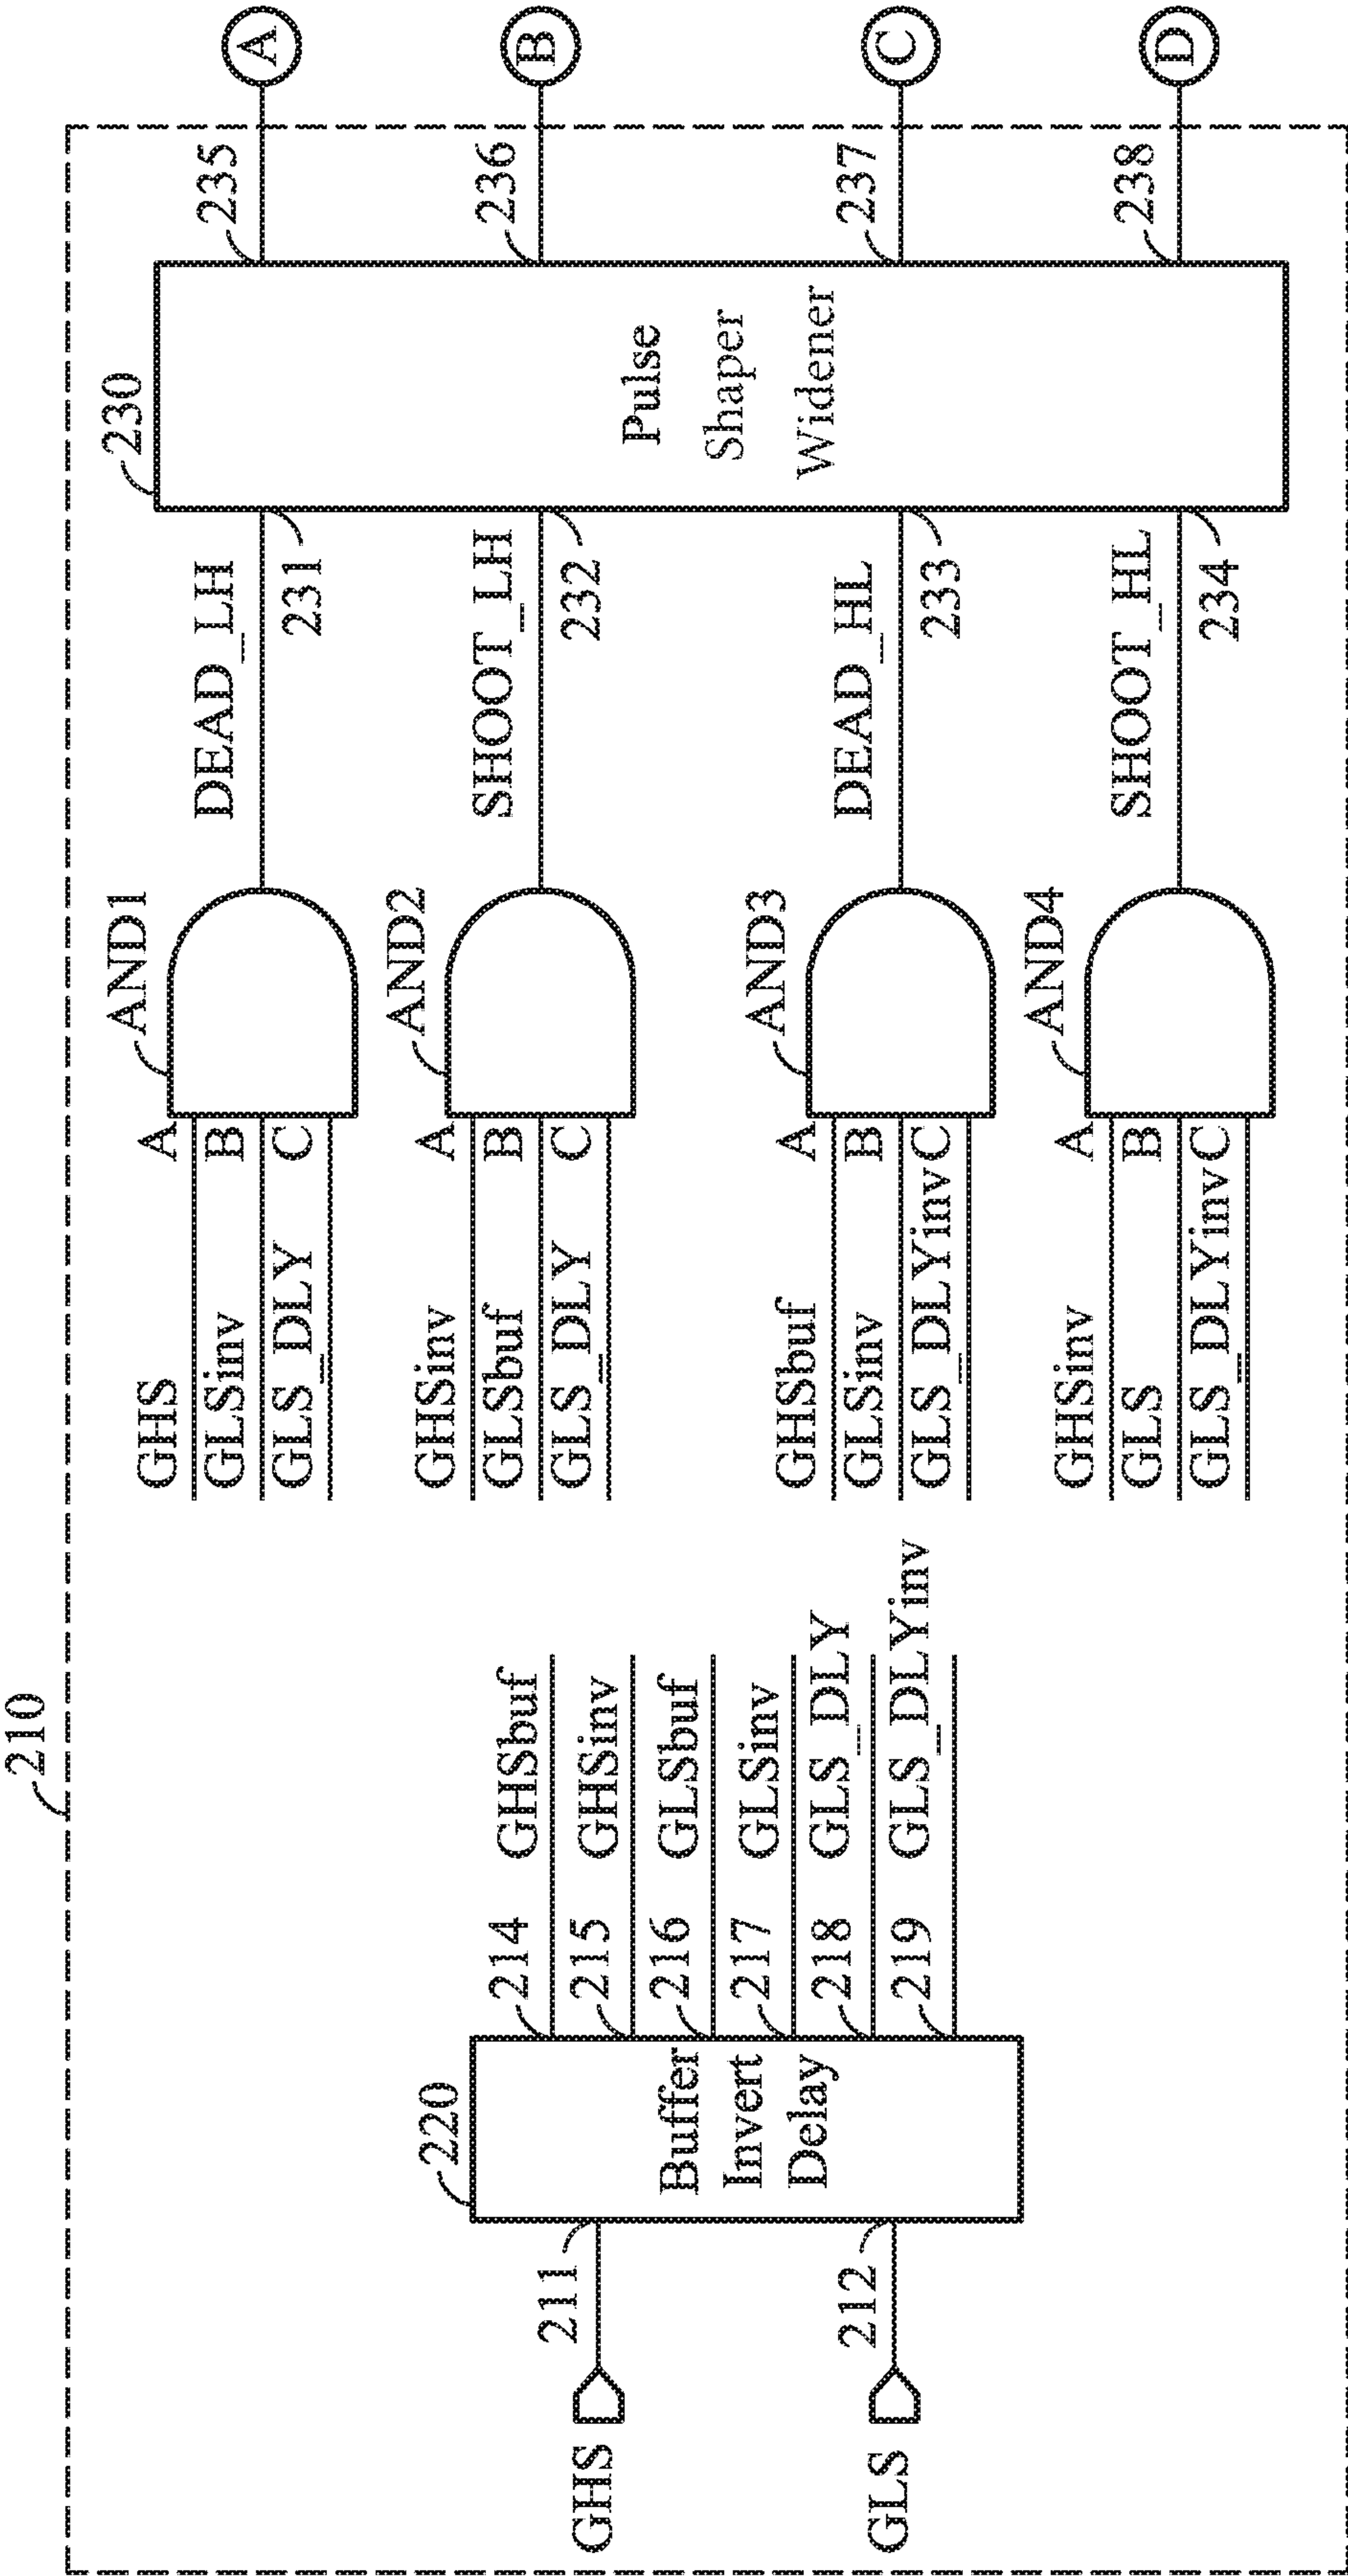 210
GHS
211
GLS
212
220
Buffer
Invert
Delay
214
GHSbuf
215
GHSinv
216
GLSbuf
217
GLSinv
218
GLS_DLY
219
GLS_DLYinv
GHS
A
GLSinv
B
GLS_DLY
C
AND1
DEAD_LH
231
GHSinv
A
GLSbuf
B
GLS_DLY
C
AND2
SHOOT_LH
232
GHSbuf
A
GLSinv
B
GLS_DLYinv
C
AND3
DEAD_HL
233
GHSinv
A
GLS
B
GLS_DLYinv
C
AND4
SHOOT_HL
234
230
Pulse
Shaper
Widener
235
A
236
B
237
C
238
D